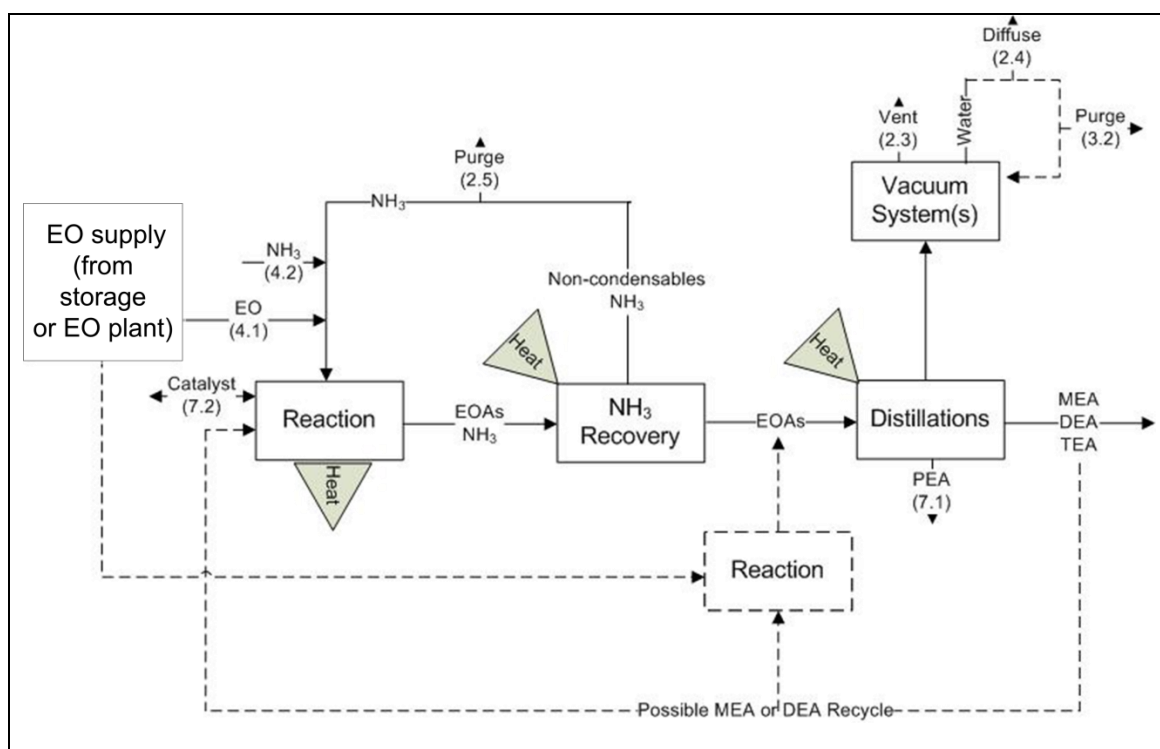 Diffuse
(2.4)
Vent
(2.3)
Water
Purge
(3.2)
Purge
(2.5)
Vacuum
System(s)
NH₃
EO supply
(from
storage
or EO plant)
NH₃
(4.2)
EO
(4.1)
Non-condensables
NH₃
Heat
Heat
Catalyst
(7.2)
Reaction
EOAs
NH₃
NH₃
Recovery
EOAs
Distillations
MEA
DEA
TEA
Heat
PEA
(7.1)
Reaction
Possible MEA or DEA Recycle